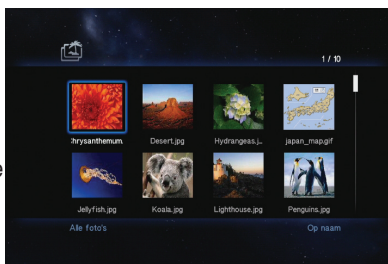 1 / 10
:hrysanthemum.
Desert.jpg
Hydrangeas.j..
japan_map.gif
Jellyfish.jpg
Koala.jpg
Lighthouse.jpg
Penguins.jpg
Alle foto's
Op naam
e